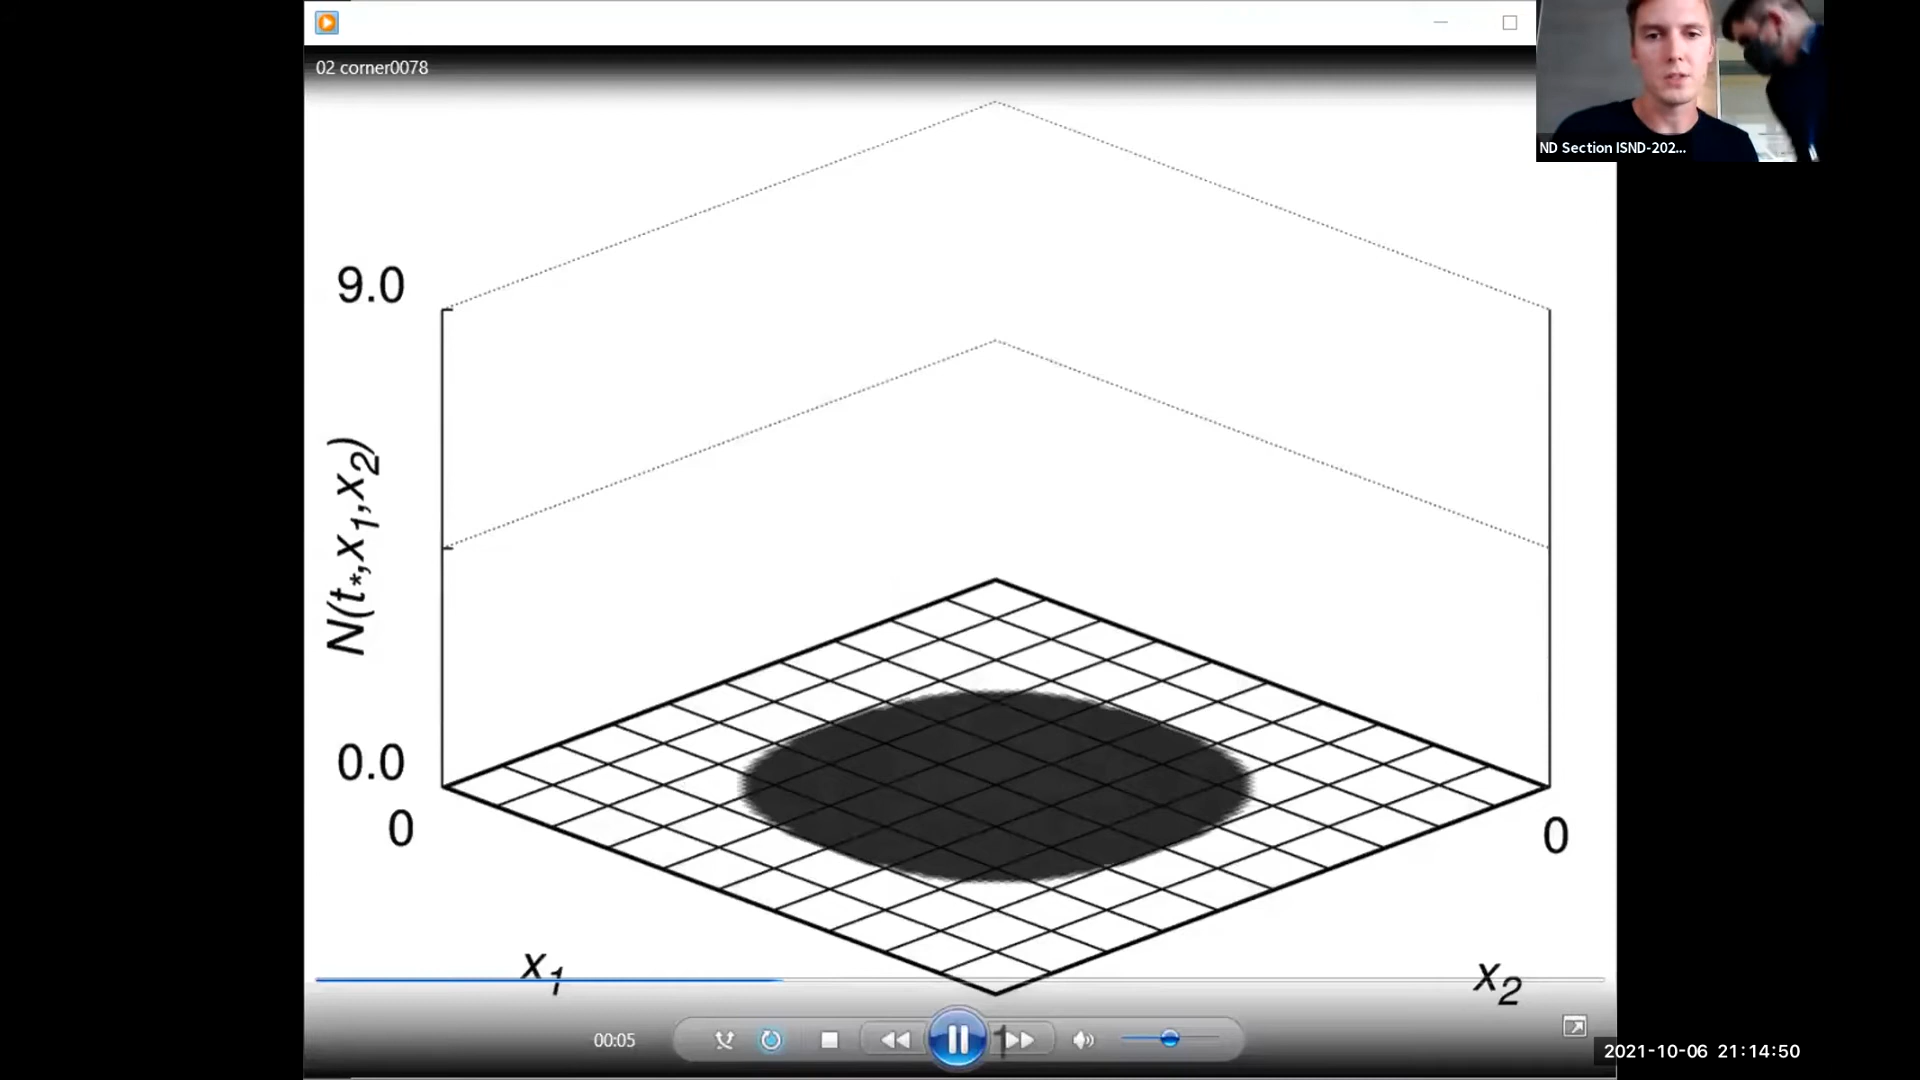 02 corner0078
ND Section ISND-202...
9.0
N(t*,x1,x2)
0.0
0
0
x1
x2
1
00:05
2021-10-06 21:14:50